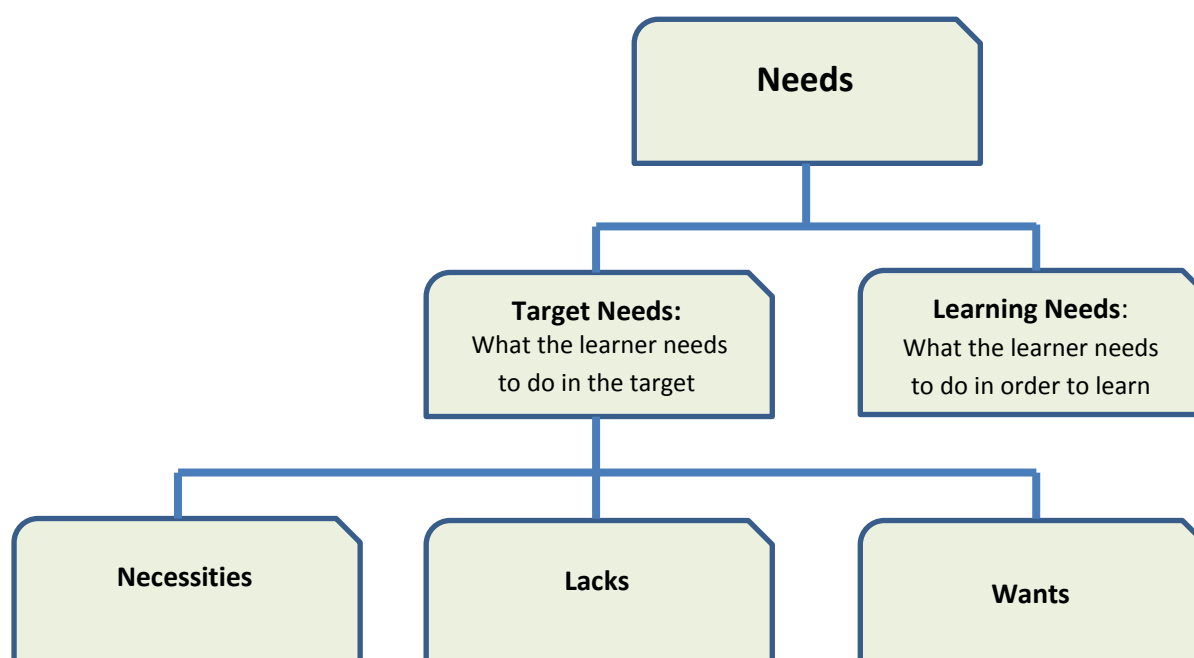 Needs
Target Needs:
What the learner needs
to do in the target
Learning Needs:
What the learner needs
to do in order to learn
Necessities
Lacks
Wants